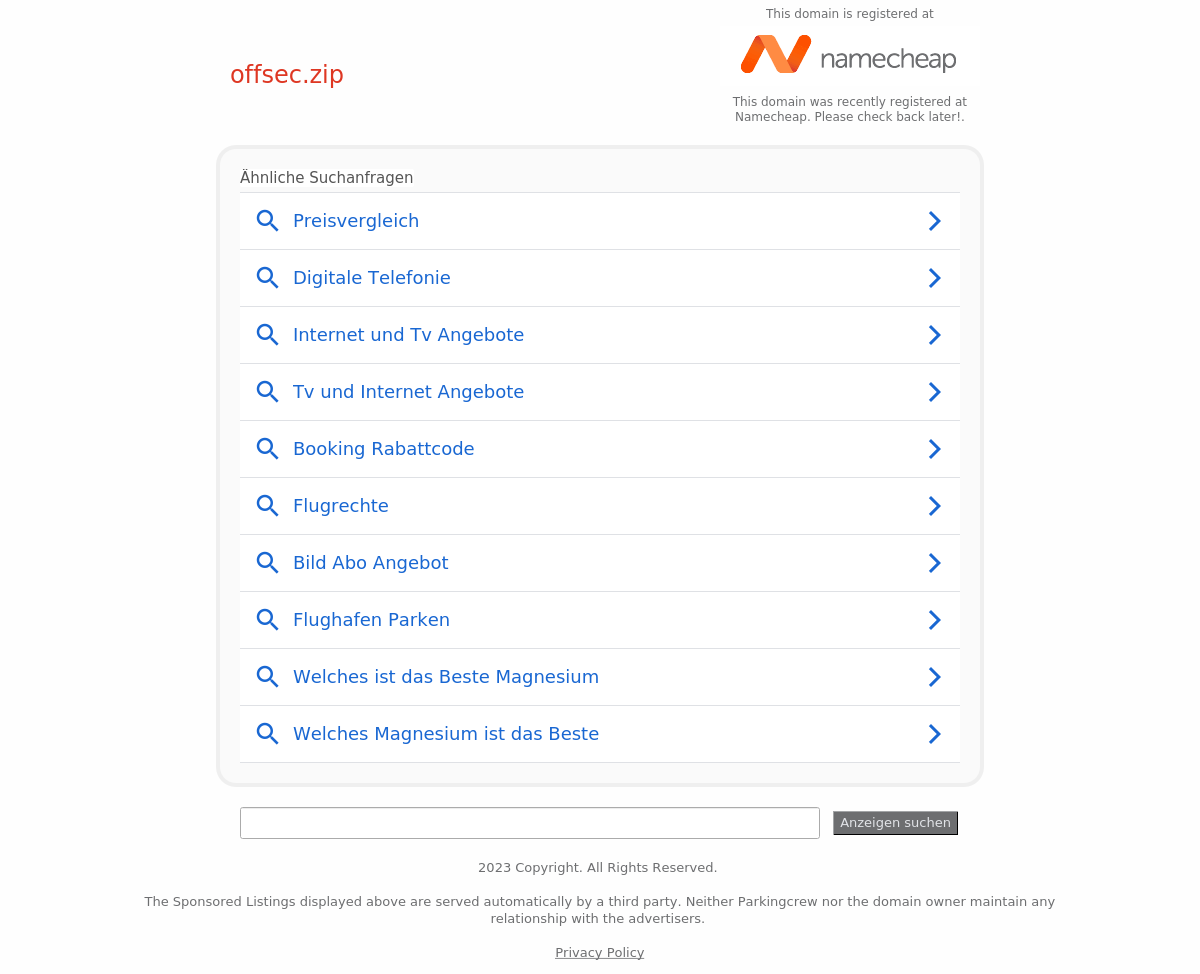 This domain is registered at
namecheap
offsec.zip
This domain was recently registered at
Namecheap. Please check back later!.
Ähnliche Suchanfragen
Preisvergleich
Digitale Telefonie
Internet und Tv Angebote
Tv und Internet Angebote
Booking Rabattcode
Flugrechte
Bild Abo Angebot
Flughafen Parken
Welches ist das Beste Magnesium
Welches Magnesium ist das Beste
Anzeigen suchen
2023 Copyright. All Rights Reserved.
The Sponsored Listings displayed above are served automatically by a third party. Neither Parkingcrew nor the domain owner maintain any
relationship with the advertisers.
Privacy Policy